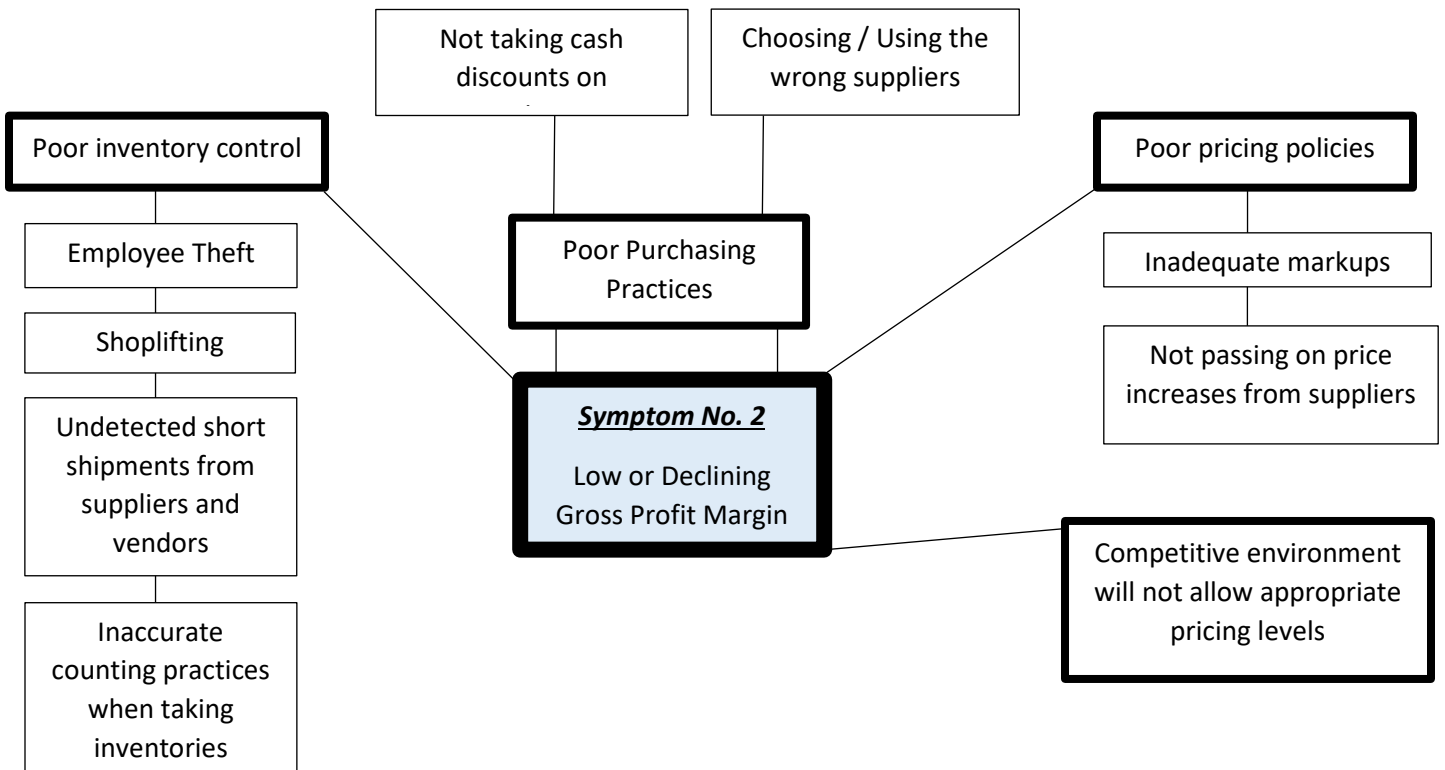 Not taking cash
discounts on
Choosing / Using the
wrong suppliers
Poor inventory control
Poor pricing policies
Employee Theft
Poor Purchasing
Practices
Inadequate markups
Shoplifting
Not passing on price
increases from suppliers
Symptom No. 2
Low or Declining
Gross Profit Margin
Undetected short
shipments from
suppliers and
vendors
Competitive environment
will not allow appropriate
pricing levels
Inaccurate
counting practices
when taking
inventories